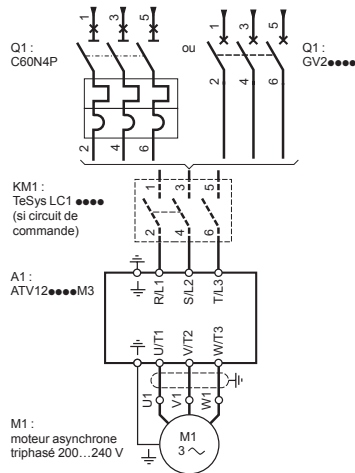 1 3 5
Q1 :
C60N4P
2 4 6
ou
1 3 5
Q1 :
GV2●●●●
2 4 6
KM1 :
TeSys LC1 ●●●●
(si circuit de
commande)
1 3 5
2 4 6
A1 :
ATV12●●●●M3
R/L1 S/L2 T/L3
U/T1 V/T2 W/T3
U1 V1 W1
M1 :
moteur asynchrone
triphasé 200…240 V
M1
3 ~